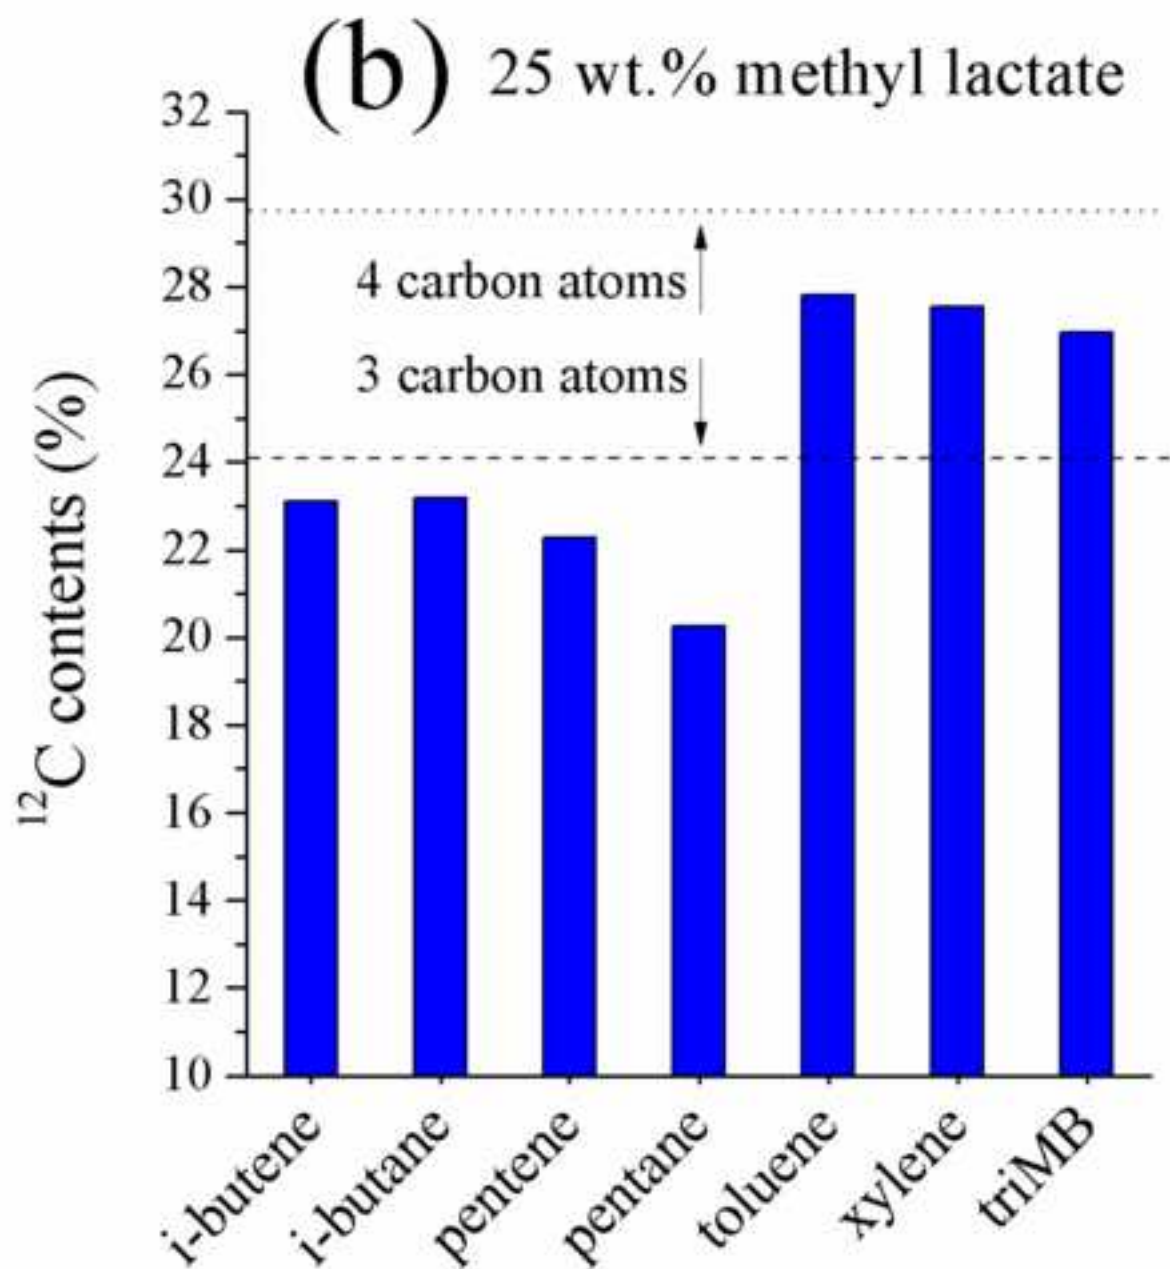 (b) 25 wt.% methyl lactate
32
30
28
26
24
22
20
18
16
14
12
10
¹²C contents (%)
4 carbon atoms
3 carbon atoms
i-butene
i-butane
pentene
pentane
toluene
xylene
triMB